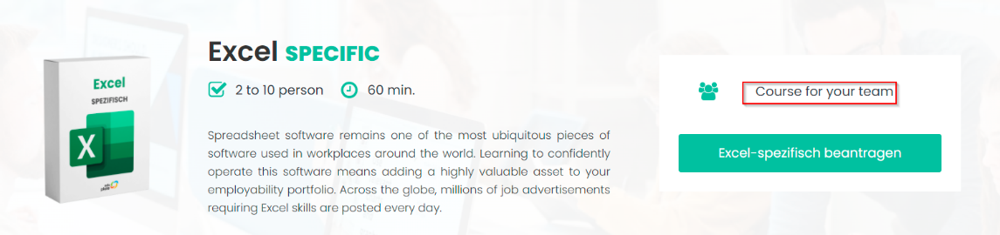 Excel SPECIFIC
2 to 10 person 60 min.
Spreadsheet software remains one of the most ubiquitous pieces of
software used in workplaces around the world. Learning to confidently
operate this software means adding a highly valuable asset to your
employability portfolio. Across the globe, millions of job advertisements
requiring Excel skills are posted every day.
Excel
SPEZIFISCH
X
Course for your team
Excel-spezifisch beantragen